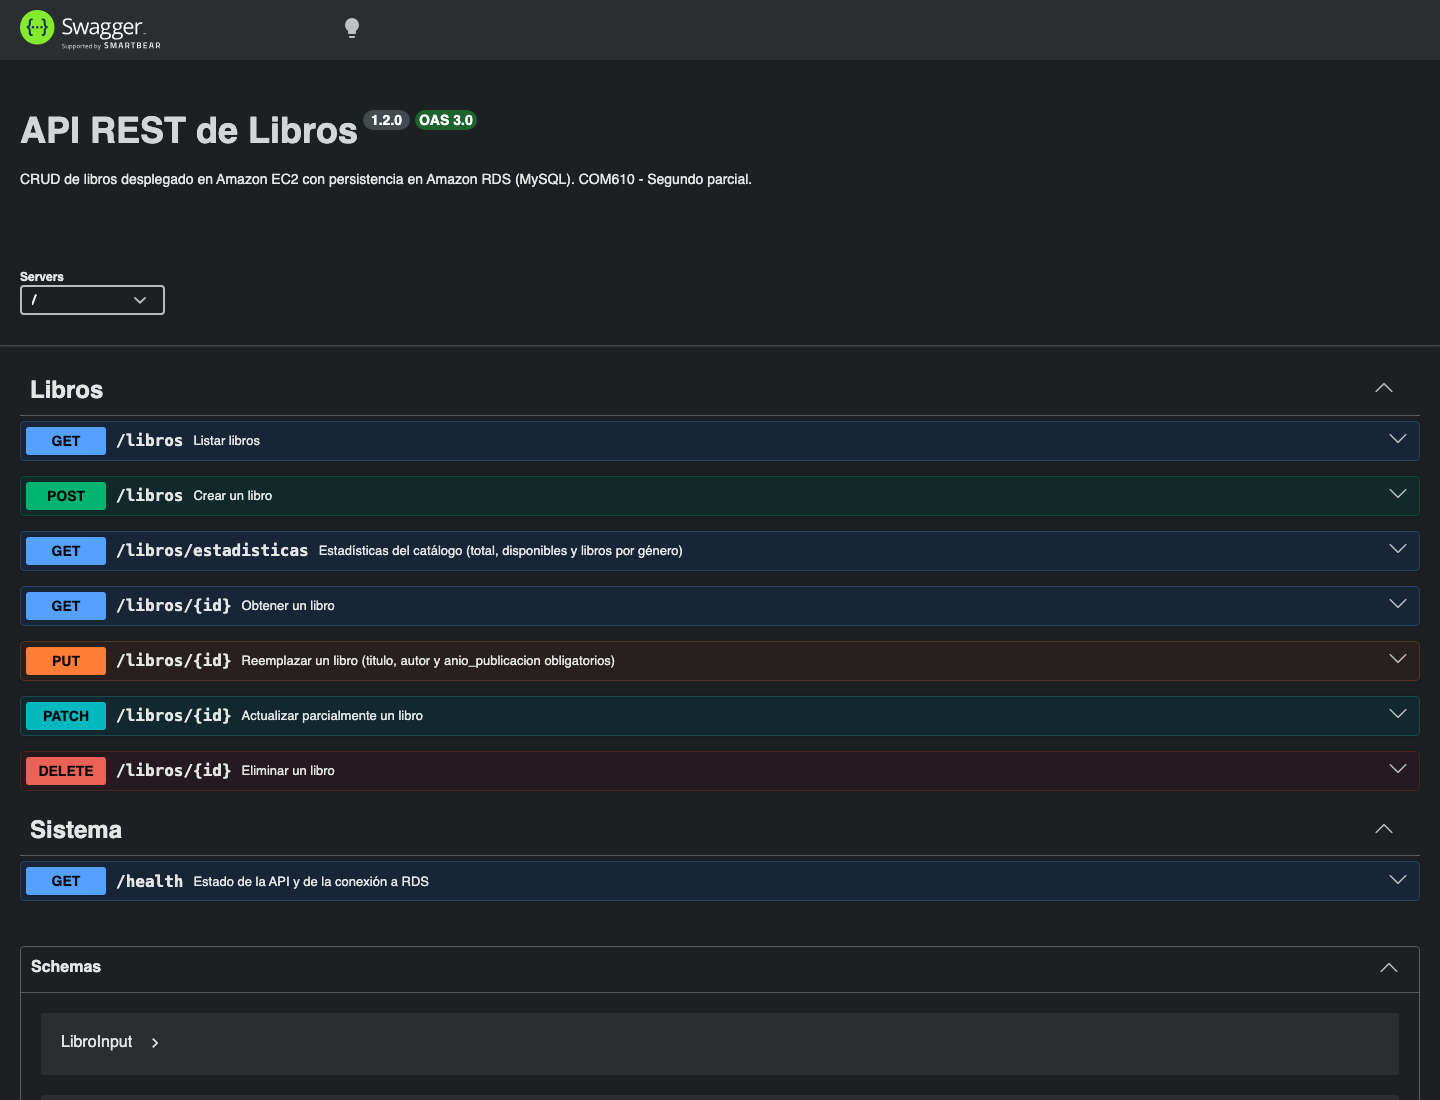 {···} Swagger
Supported by SMARTBEAR
API REST de Libros 1.2.0 OAS 3.0
CRUD de libros desplegado en Amazon EC2 con persistencia en Amazon RDS (MySQL). COM610 - Segundo parcial.
Servers
/
Libros
GET /libros Listar libros
POST /libros Crear un libro
GET /libros/estadisticas Estadísticas del catálogo (total, disponibles y libros por género)
GET /libros/{id} Obtener un libro
PUT /libros/{id} Reemplazar un libro (titulo, autor y anio_publicacion obligatorios)
PATCH /libros/{id} Actualizar parcialmente un libro
DELETE /libros/{id} Eliminar un libro
Sistema
GET /health Estado de la API y de la conexión a RDS
Schemas
LibroInput